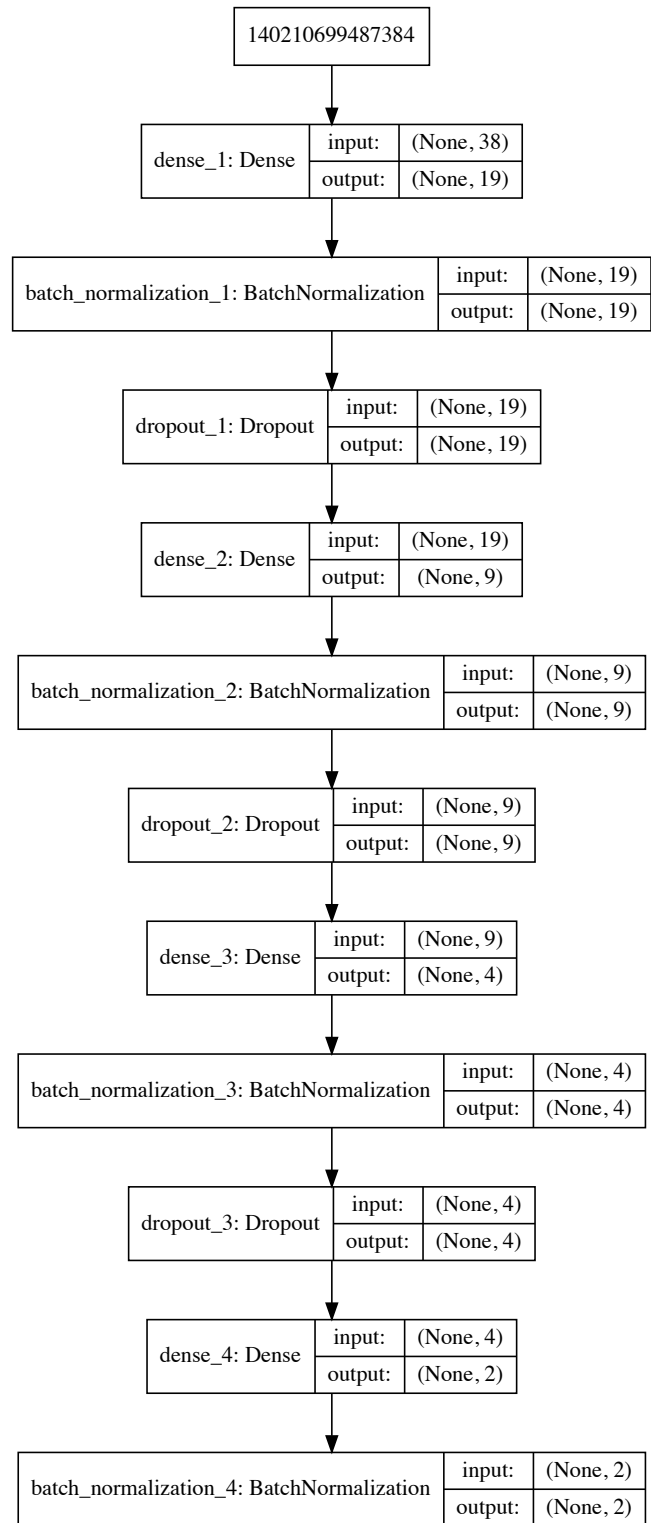 140210699487384
dense_1: Dense
input: (None, 38)
output: (None, 19)
batch_normalization_1: BatchNormalization
input: (None, 19)
output: (None, 19)
dropout_1: Dropout
input: (None, 19)
output: (None, 19)
dense_2: Dense
input: (None, 19)
output: (None, 9)
batch_normalization_2: BatchNormalization
input: (None, 9)
output: (None, 9)
dropout_2: Dropout
input: (None, 9)
output: (None, 9)
dense_3: Dense
input: (None, 9)
output: (None, 4)
batch_normalization_3: BatchNormalization
input: (None, 4)
output: (None, 4)
dropout_3: Dropout
input: (None, 4)
output: (None, 4)
dense_4: Dense
input: (None, 4)
output: (None, 2)
batch_normalization_4: BatchNormalization
input: (None, 2)
output: (None, 2)